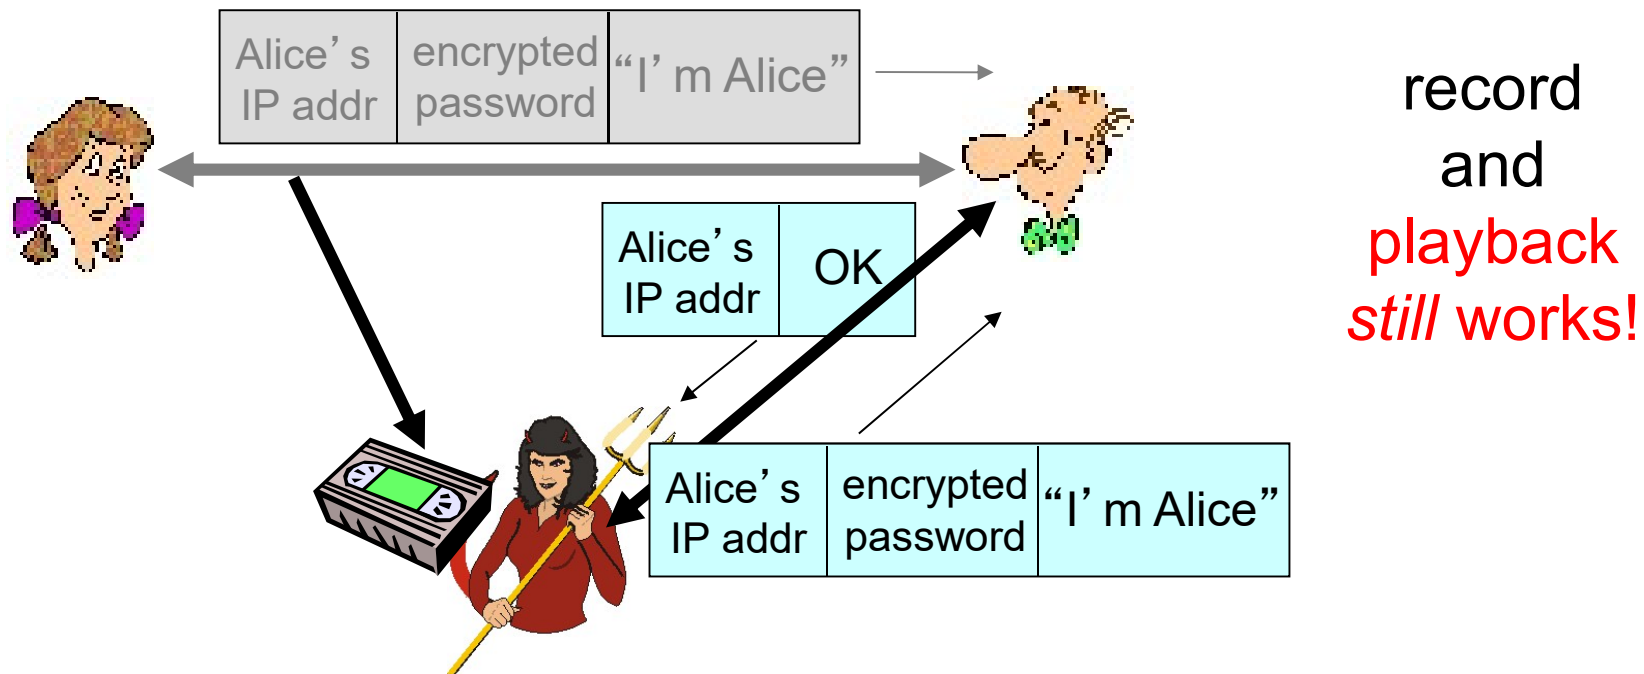 Alice’s
IP addr
encrypted
password
“I’m Alice”
record
and
playback
still works!
Alice’s
IP addr
OK
Alice’s
IP addr
encrypted
password
“I’m Alice”